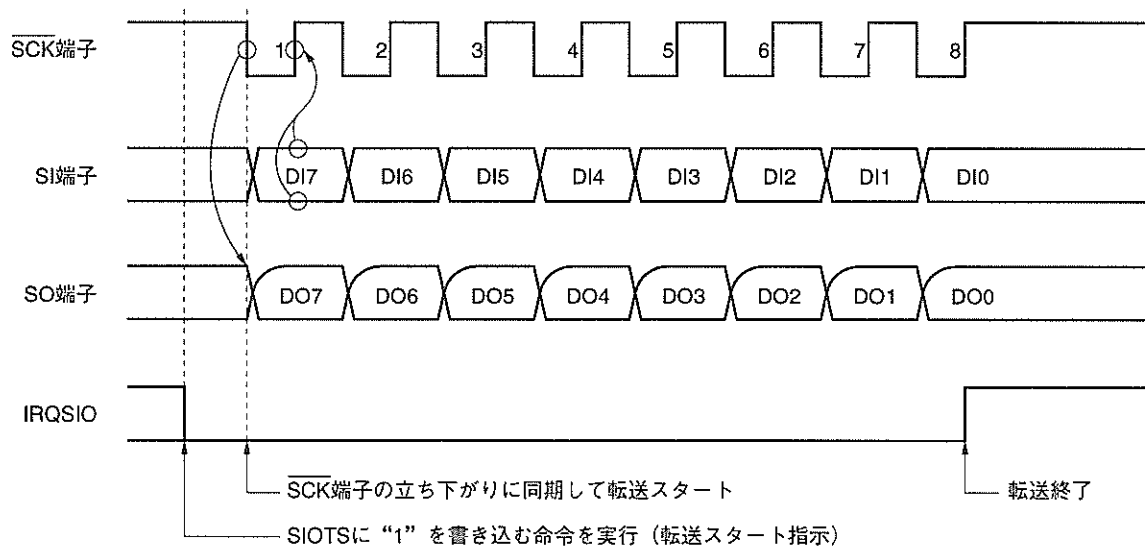 SCK端子
1 2 3 4 5 6 7 8
SI端子
DI7 DI6 DI5 DI4 DI3 DI2 DI1 DI0
SO端子
DO7 DO6 DO5 DO4 DO3 DO2 DO1 DO0
IRQSIO
SCK端子の立ち下がりに同期して転送スタート
転送終了
SIOTSに“1”を書き込む命令を実行（転送スタート指示）